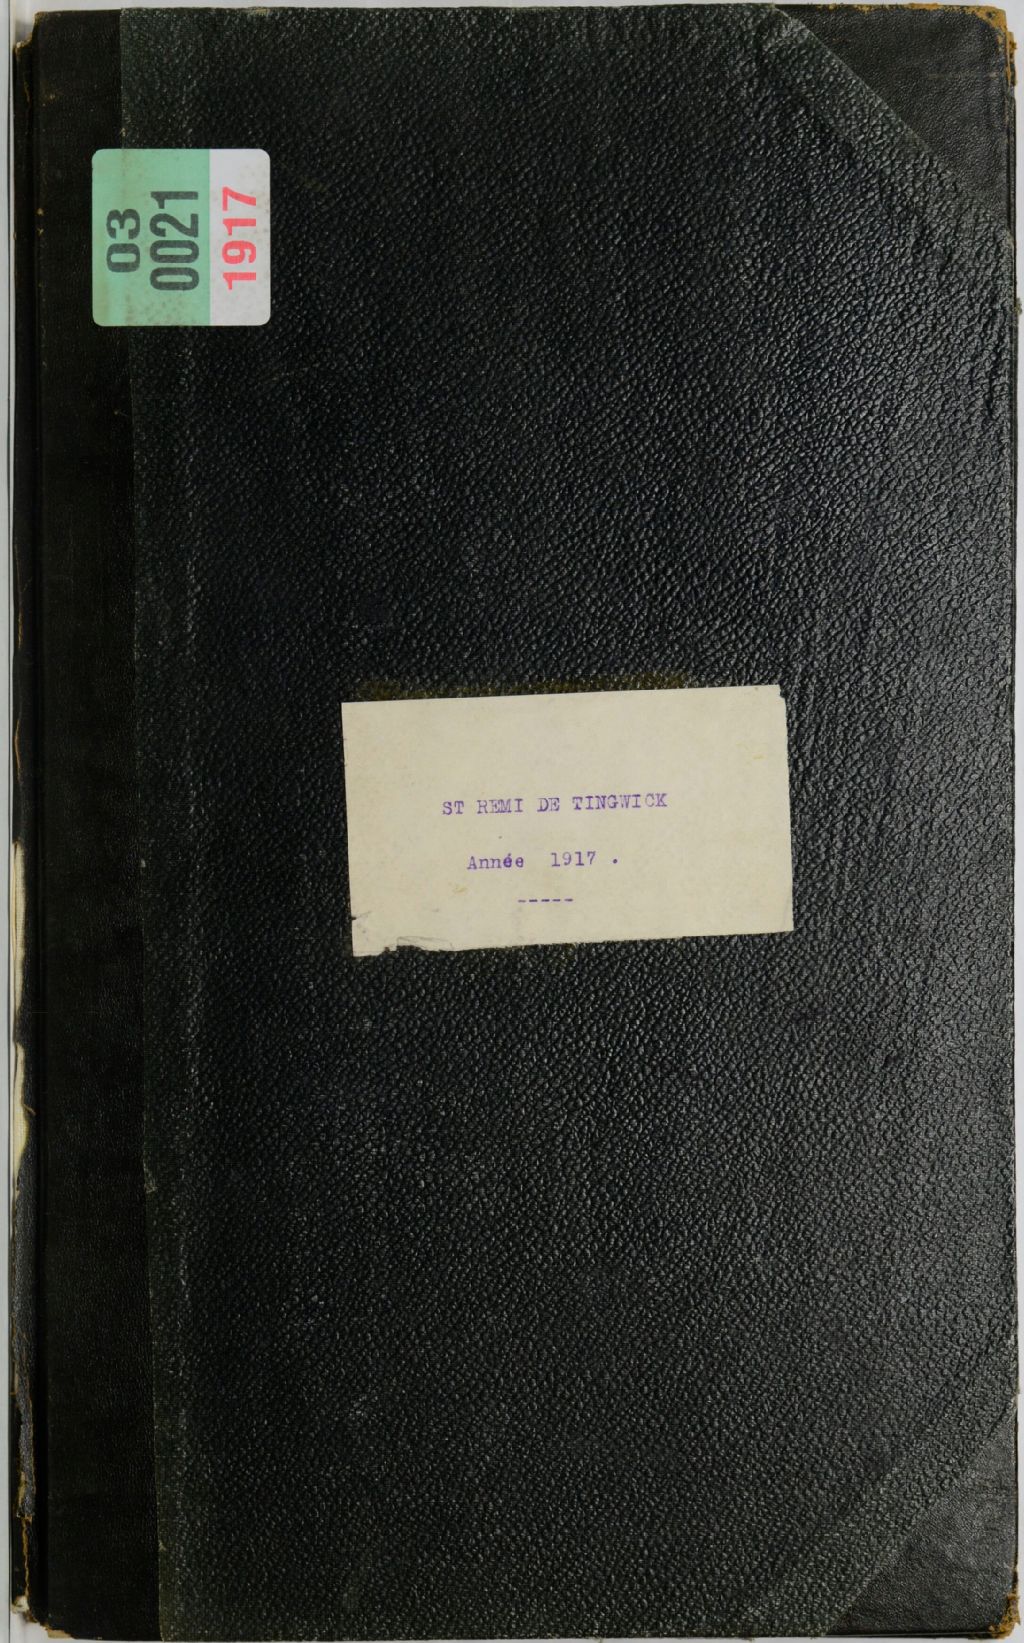 03
0021
1917
ST REMI DE TINGWICK
Année 1917 .
-----